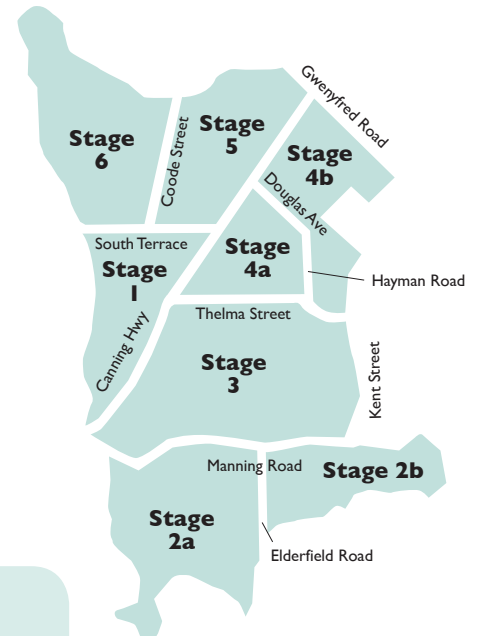 Gwenyfred Road
Stage
5
Stage
6
Coode Street
Stage
4b
Douglas Ave
South Terrace
Stage
4a
Stage
1
Hayman Road
Thelma Street
Canning Hwy
Stage
3
Kent Street
Manning Road
Stage 2b
Stage
2a
Elderfield Road